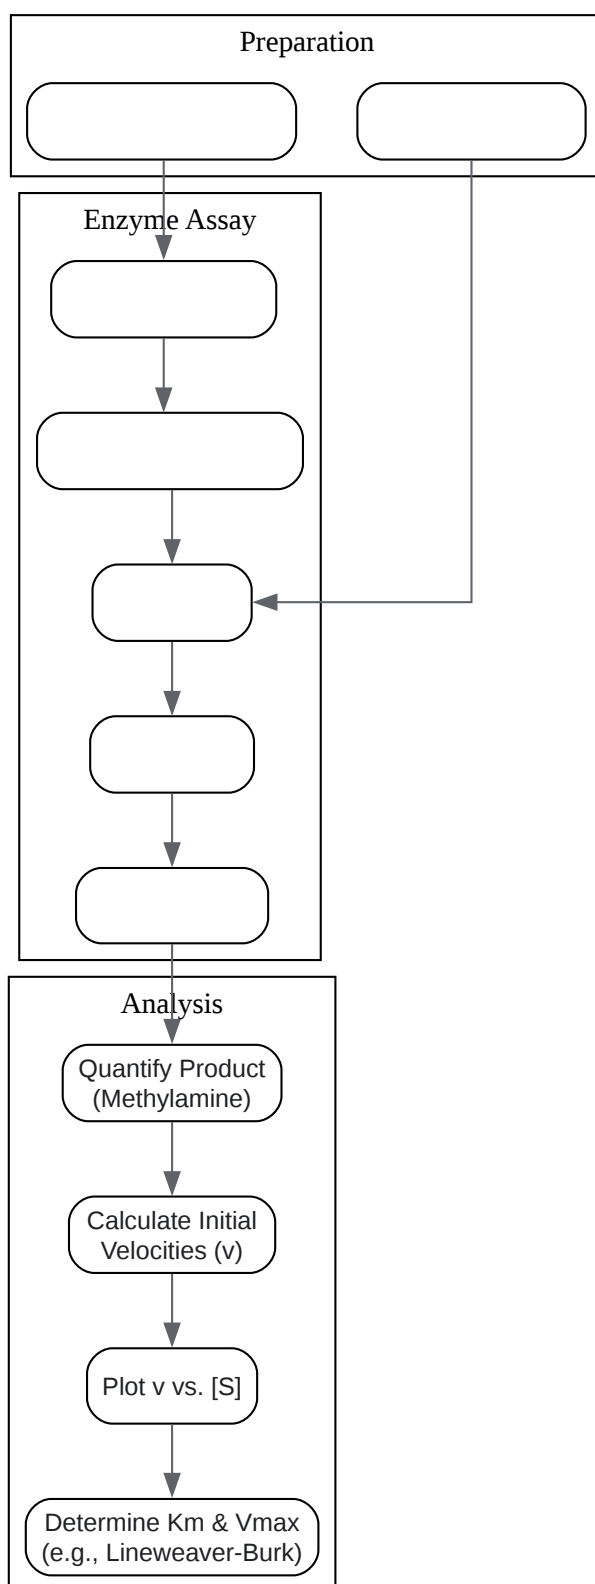 Preparation
Enzyme Assay
Analysis
Quantify Product
(Methylamine)
Calculate Initial
Velocities (v)
Plot v vs. [S]
Determine Km & Vmax
(e.g., Lineweaver-Burk)